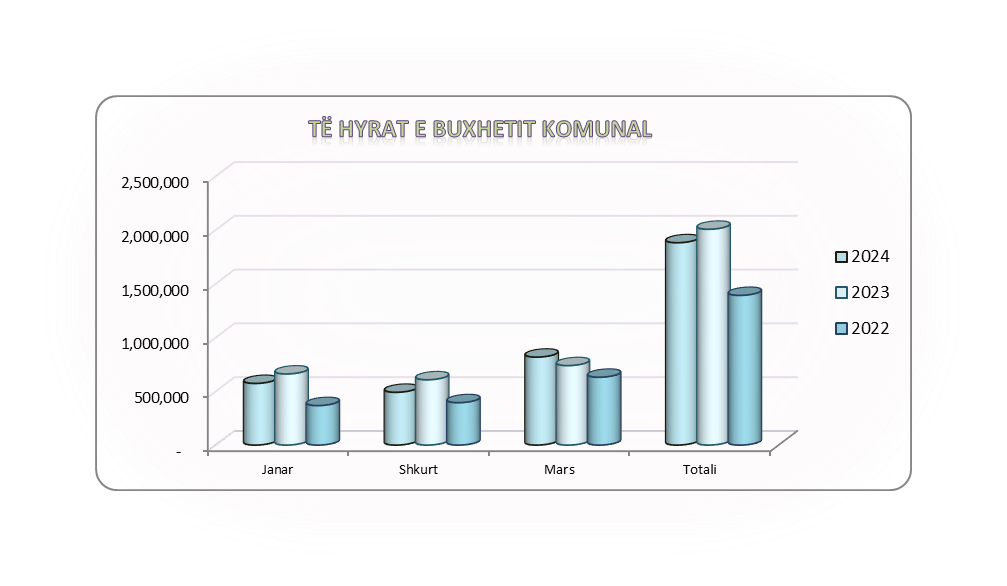 TË HYRAT E BUXHETIT KOMUNAL
2,500,000
2,000,000
1,500,000
1,000,000
500,000
-
Janar
Shkurt
Mars
Totali
2024
2023
2022